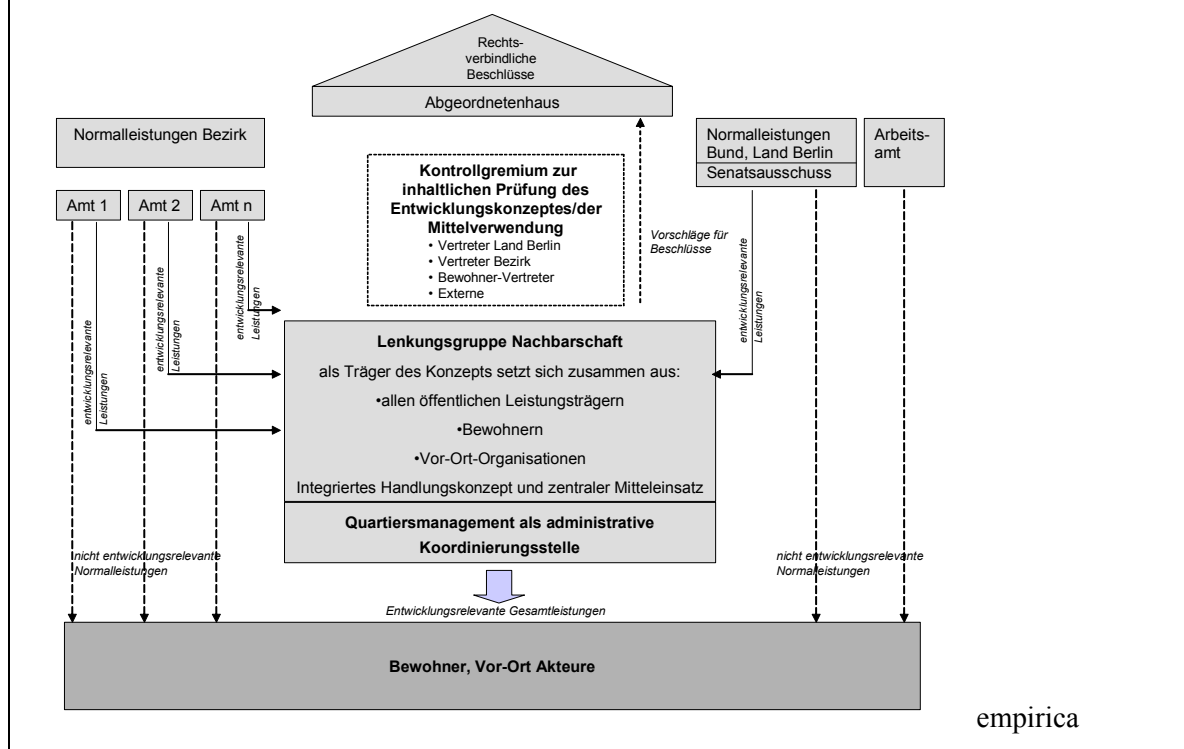 Rechts-
verbindliche
Beschlüsse
Abgeordnetenhaus
Normalleistungen Bezirk
Amt 1
Amt 2
Amt n
Kontrollgremium zur
inhaltlichen Prüfung des
Entwicklungskonzeptes/der
Mittelverwendung
• Vertreter Land Berlin
• Vertreter Bezirk
• Bewohner-Vertreter
• Externe
Vorschläge für
Beschlüsse
Normalleistungen
Bund, Land Berlin
Senatsausschuss
Arbeits-
amt
entwicklungsrelevante
Leistungen
entwicklungsrelevante
Leistungen
entwicklungsrelevante
Leistungen
entwicklungsrelevante
Leistungen
Lenkungsgruppe Nachbarschaft
als Träger des Konzepts setzt sich zusammen aus:
•allen öffentlichen Leistungsträgern
•Bewohnern
•Vor-Ort-Organisationen
Integriertes Handlungskonzept und zentraler Mitteleinsatz
Quartiersmanagement als administrative
Koordinierungsstelle
nicht entwicklungsrelevante
Normalleistungen
nicht entwicklungsrelevante
Normalleistungen
Entwicklungsrelevante Gesamtleistungen
Bewohner, Vor-Ort Akteure
empirica